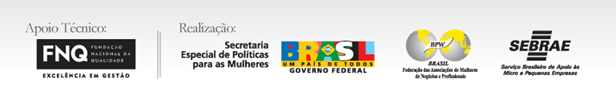 Apoio Técnico:
FNQ
FUNDAÇÃO
NACIONAL DA
QUALIDADE
EXCELÊNCIA EM GESTÃO
Realização:
Secretaria
Especial de Políticas
para as Mulheres
BRASIL
UM PAÍS DE TODOS
GOVERNO FEDERAL
BPW
BRASIL
Federação das Associações de Mulheres
de Negócios e Profissionais
SEBRAE
Serviço Brasileiro de Apoio às
Micro e Pequenas Empresas